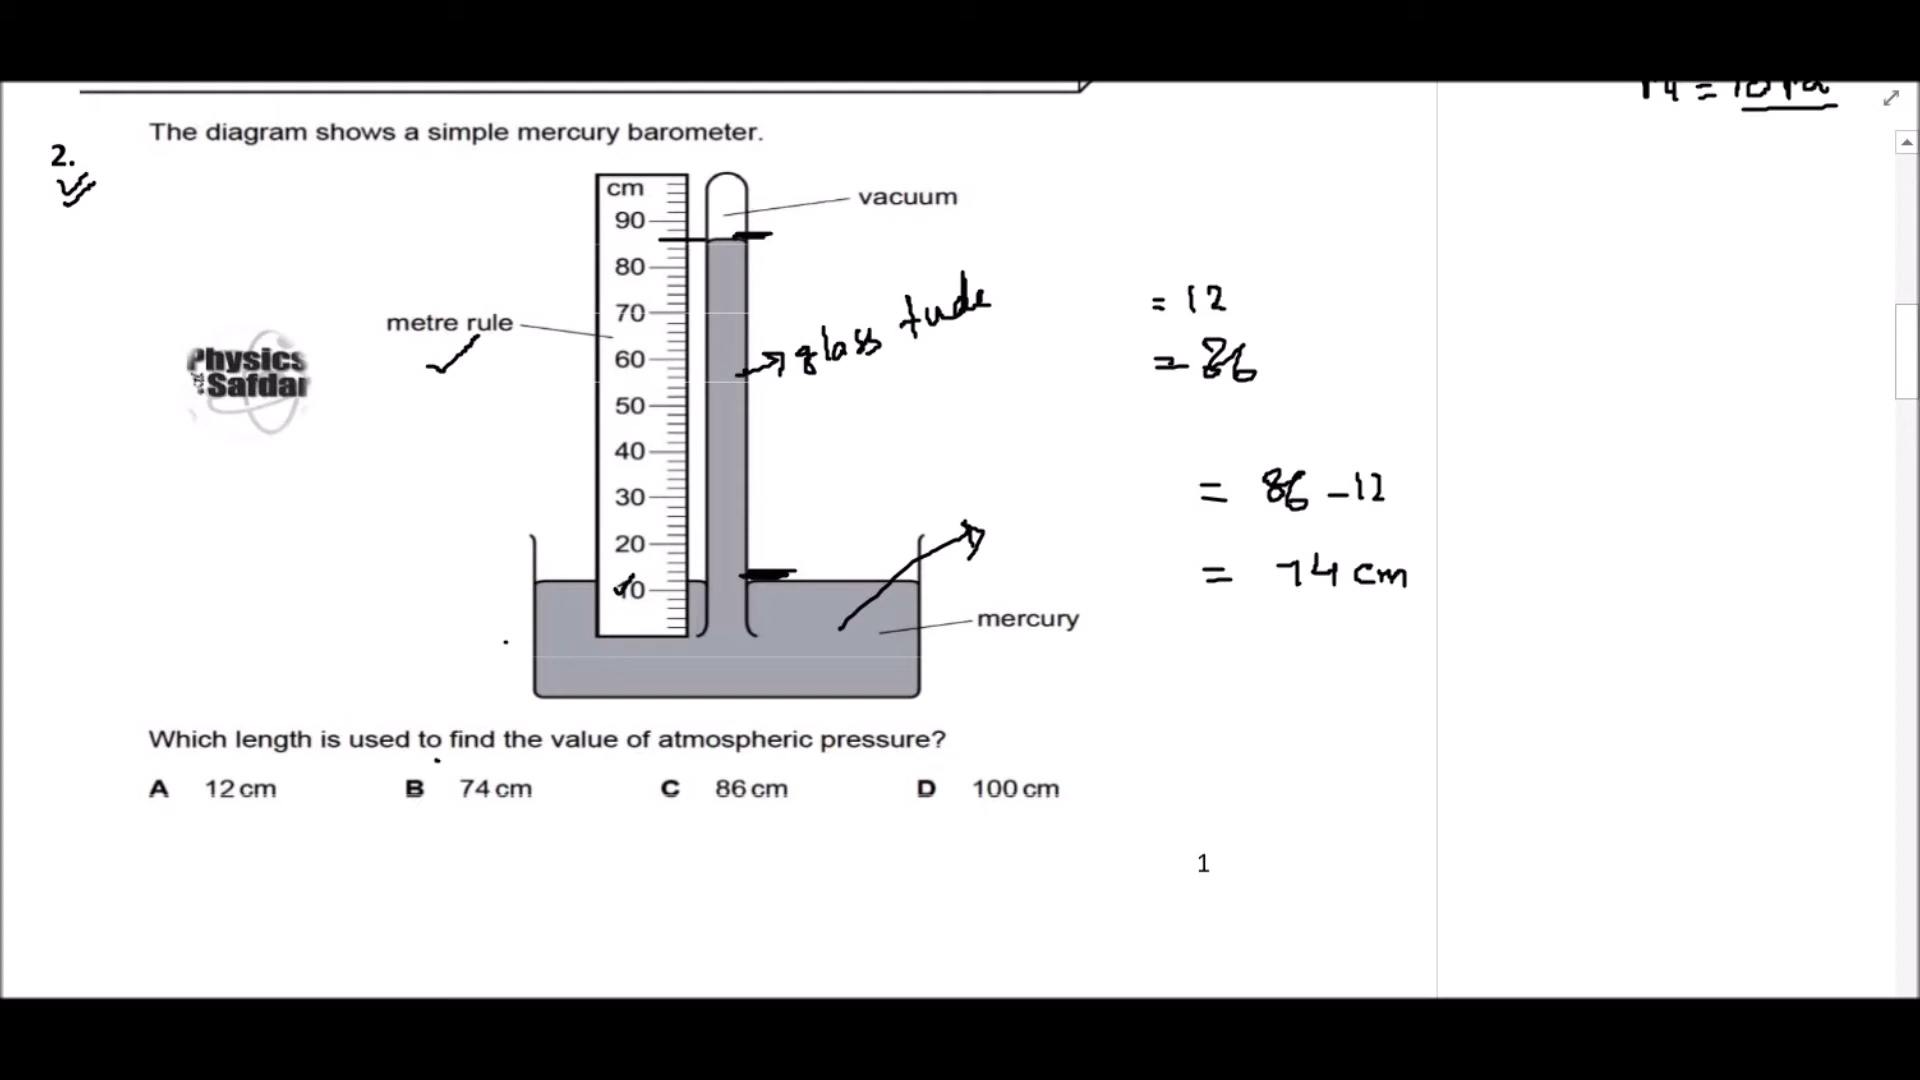 The diagram shows a simple mercury barometer.
2.
cm
90
80
70
60
50
40
30
20
10
vacuum
metre rule
glass tude
mercury
Physics
Safdar
= 12
= 86
= 86 - 12
= 74 cm
Which length is used to find the value of atmospheric pressure?
A 12 cm B 74 cm C 86 cm D 100 cm
1